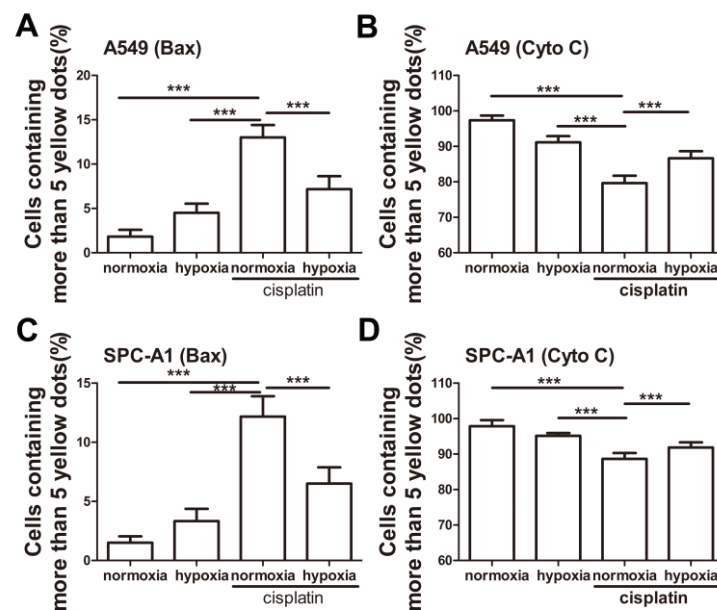 A
A549 (Bax)
Cells containing
more than 5 yellow dots(%)
20
15
10
5
0
***
***
***
normoxia hypoxia normoxia hypoxia
cisplatin
B
A549 (Cyto C)
Cells containing
more than 5 yellow dots(%)
110
100
90
80
70
60
***
***
***
normoxia hypoxia normoxia hypoxia
cisplatin
C
SPC-A1 (Bax)
Cells containing
more than 5 yellow dots(%)
15
10
5
0
***
***
***
normoxia hypoxia normoxia hypoxia
cisplatin
D
SPC-A1 (Cyto C)
Cells containing
more than 5 yellow dots(%)
110
100
90
80
70
60
***
***
***
normoxia hypoxia normoxia hypoxia
cisplatin